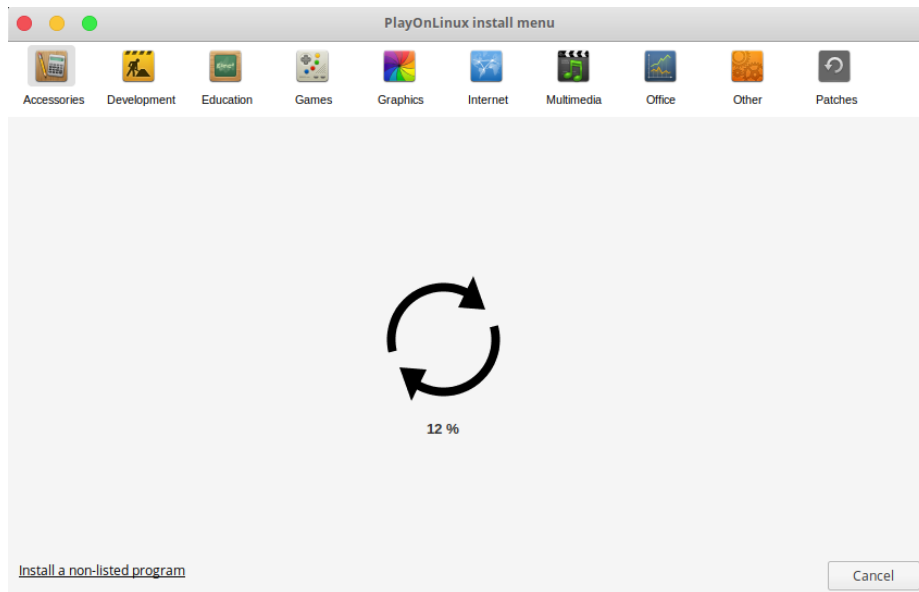 PlayOnLinux install menu
Accessories Development Education Games Graphics Internet Multimedia Office Other Patches
12 %
Install a non-listed program
Cancel